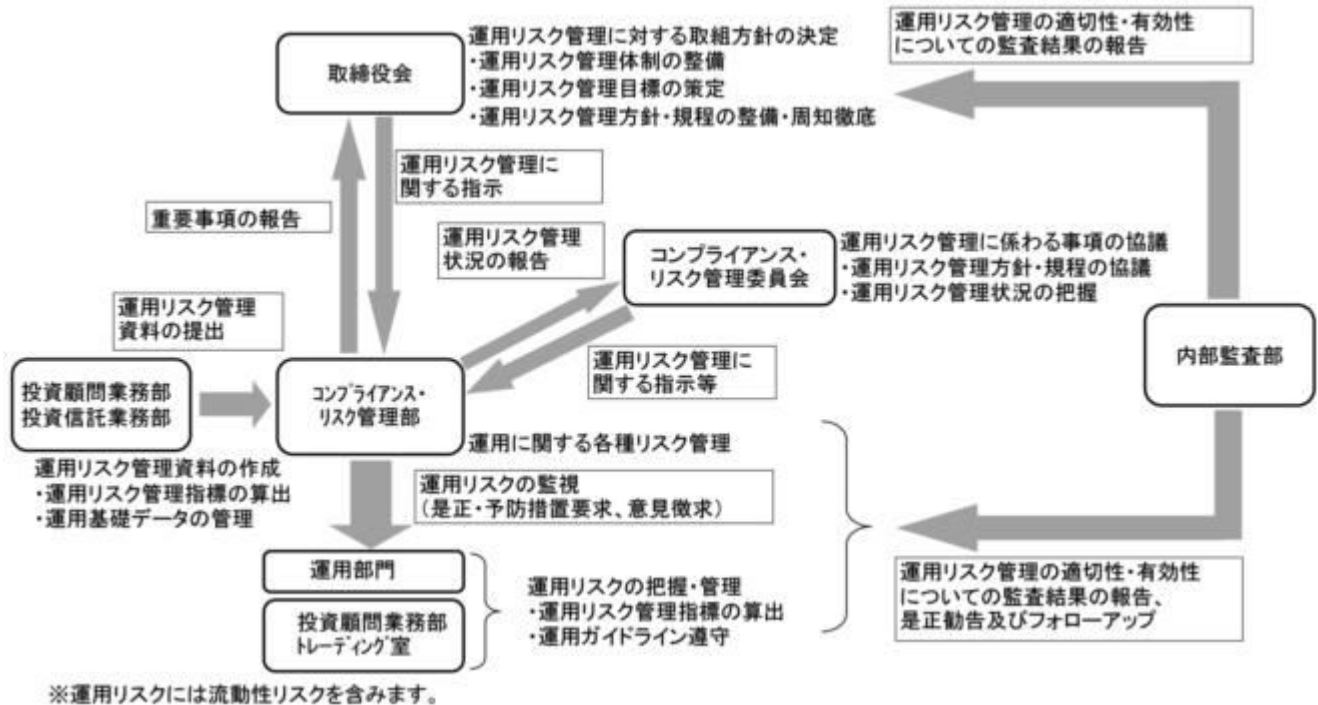 取締役会
運用リスク管理に対する取組方針の決定
・運用リスク管理体制の整備
・運用リスク管理目標の策定
・運用リスク管理方針・規程の整備・周知徹底
運用リスク管理の適切性・有効性
についての監査結果の報告
運用リスク管理に
関する指示
重要事項の報告
運用リスク管理
状況の報告
コンプライアンス・
リスク管理委員会
運用リスク管理に係わる事項の協議
・運用リスク管理方針・規程の協議
・運用リスク管理状況の把握
運用リスク管理
資料の提出
運用リスク管理に
関する指示等
内部監査部
投資顧問業務部
投資信託業務部
コンプライアンス・
リスク管理部
運用に関する各種リスク管理
運用リスク管理資料の作成
・運用リスク管理指標の算出
・運用基礎データの管理
運用リスクの監視
(是正・予防措置要求、意見徴求)
運用部門
投資顧問業務部
トレーディング室
運用リスクの把握・管理
・運用リスク管理指標の算出
・運用ガイドライン遵守
運用リスク管理の適切性・有効性
についての監査結果の報告、
是正勧告及びフォローアップ
※運用リスクには流動性リスクを含みます。